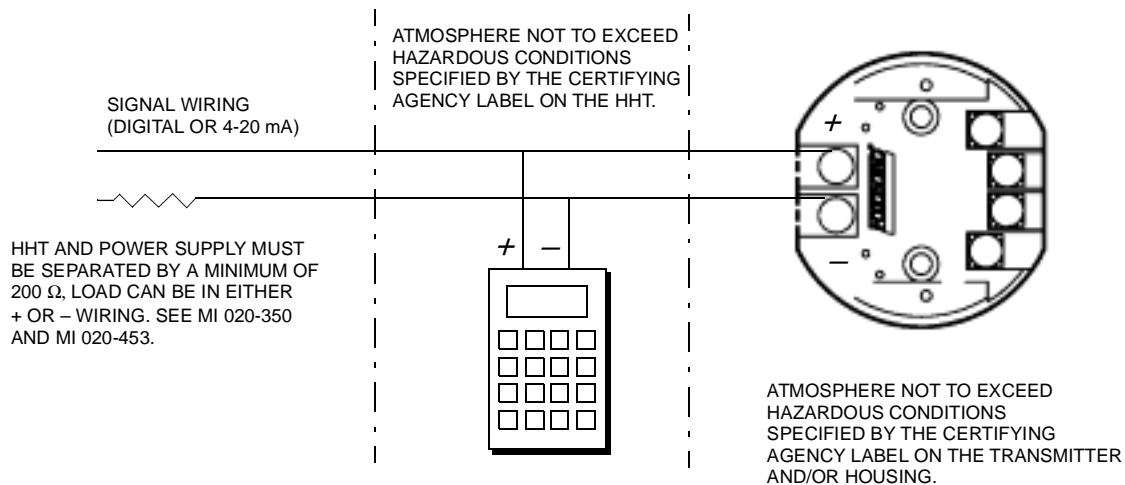 ATMOSPHERE NOT TO EXCEED
HAZARDOUS CONDITIONS
SPECIFIED BY THE CERTIFYING
AGENCY LABEL ON THE HHT.
SIGNAL WIRING
(DIGITAL OR 4-20 mA)
+
+ –
–
HHT AND POWER SUPPLY MUST
BE SEPARATED BY A MINIMUM OF
200 Ω, LOAD CAN BE IN EITHER
+ OR – WIRING. SEE MI 020-350
AND MI 020-453.
ATMOSPHERE NOT TO EXCEED
HAZARDOUS CONDITIONS
SPECIFIED BY THE CERTIFYING
AGENCY LABEL ON THE TRANSMITTER
AND/OR HOUSING.